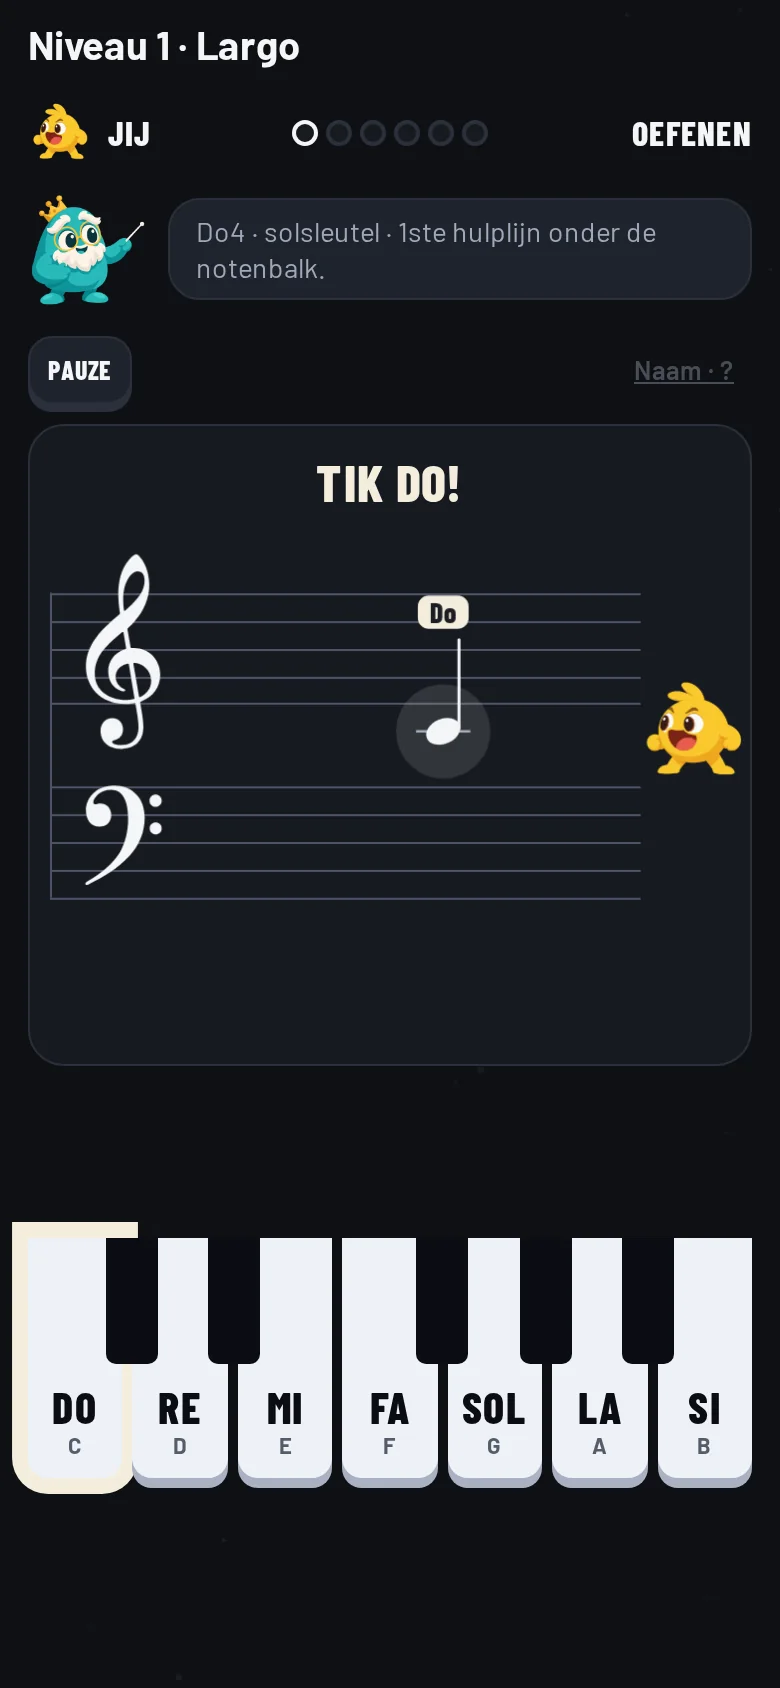 Niveau 1 · Largo
JIJ
OEFENEN
Do4 · solsleutel · 1ste hulplijn onder de
notenbalk.
PAUZE
Naam · ?
TIK DO!
Do
DO RE MI FA SOL LA SI
C D E F G A B